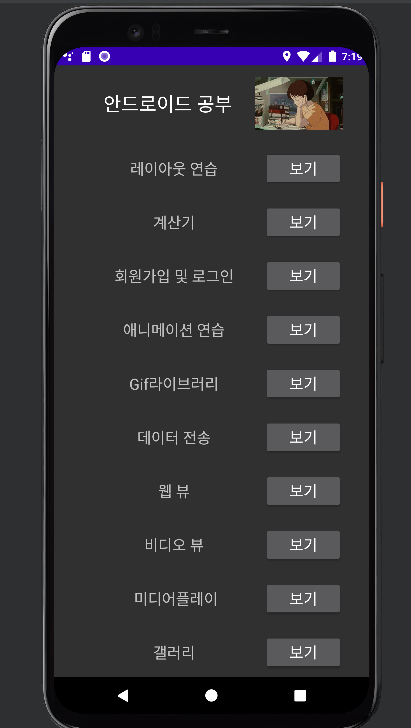 7:19
안드로이드 공부
레이아웃 연습 보기
계산기 보기
회원가입 및 로그인 보기
애니메이션 연습 보기
Gif라이브러리 보기
데이터 전송 보기
웹 뷰 보기
비디오 뷰 보기
미디어플레이 보기
갤러리 보기